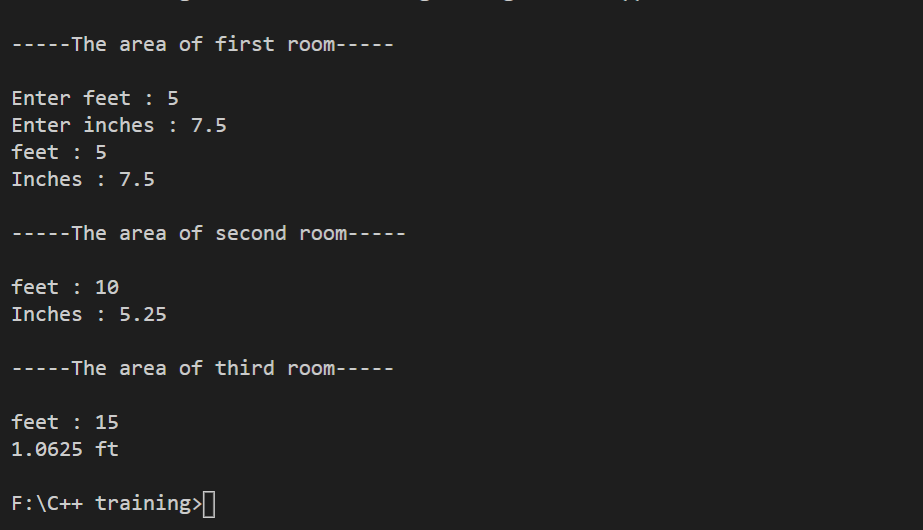 -----The area of first room-----
Enter feet : 5
Enter inches : 7.5
feet : 5
Inches : 7.5
-----The area of second room-----
feet : 10
Inches : 5.25
-----The area of third room-----
feet : 15
1.0625 ft
F:\C++ training>